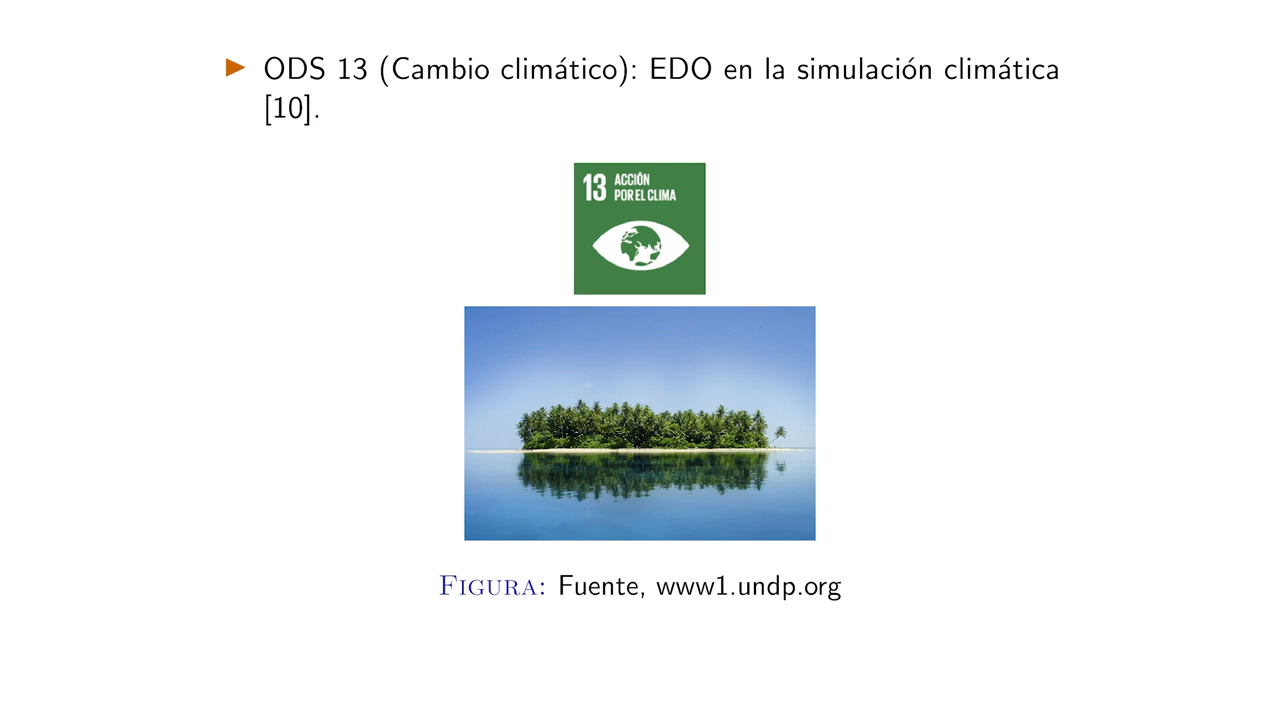 ODS 13 (Cambio climático): EDO en la simulación climática
[10].
13 ACCIÓN
POR EL CLIMA
FIGURA: Fuente, www1.undp.org